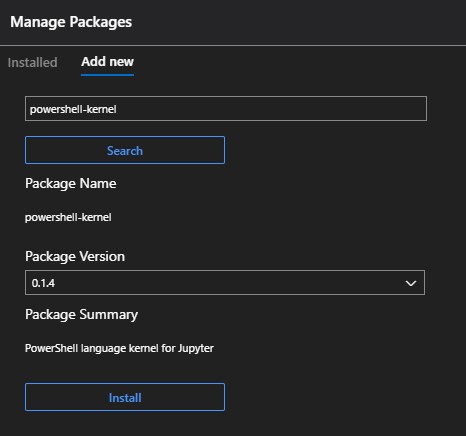 Manage Packages
Installed Add new
powershell-kernel
Search
Package Name
powershell-kernel
Package Version
0.1.4
Package Summary
PowerShell language kernel for Jupyter
Install